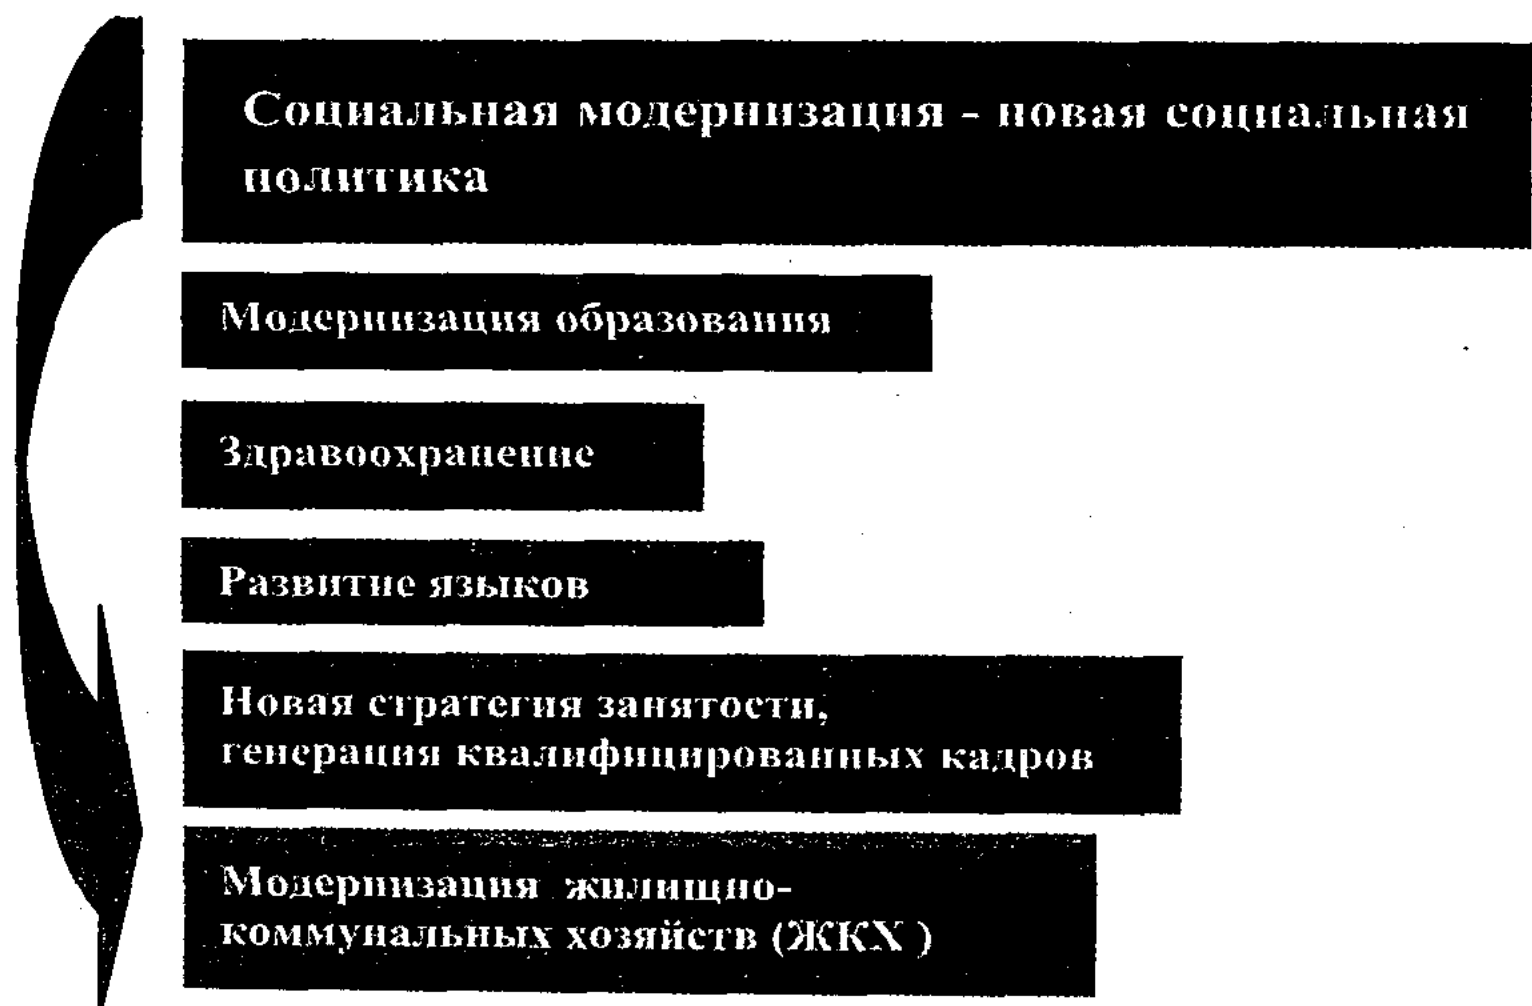 Социальная модернизация - новая социальная
политика
Модернизация образования
Здравоохранение
Развитие языков
Новая стратегия занятости,
генерация квалифицированных кадров
Модернизация жилищно-
коммунальных хозяйств (ЖКХ )